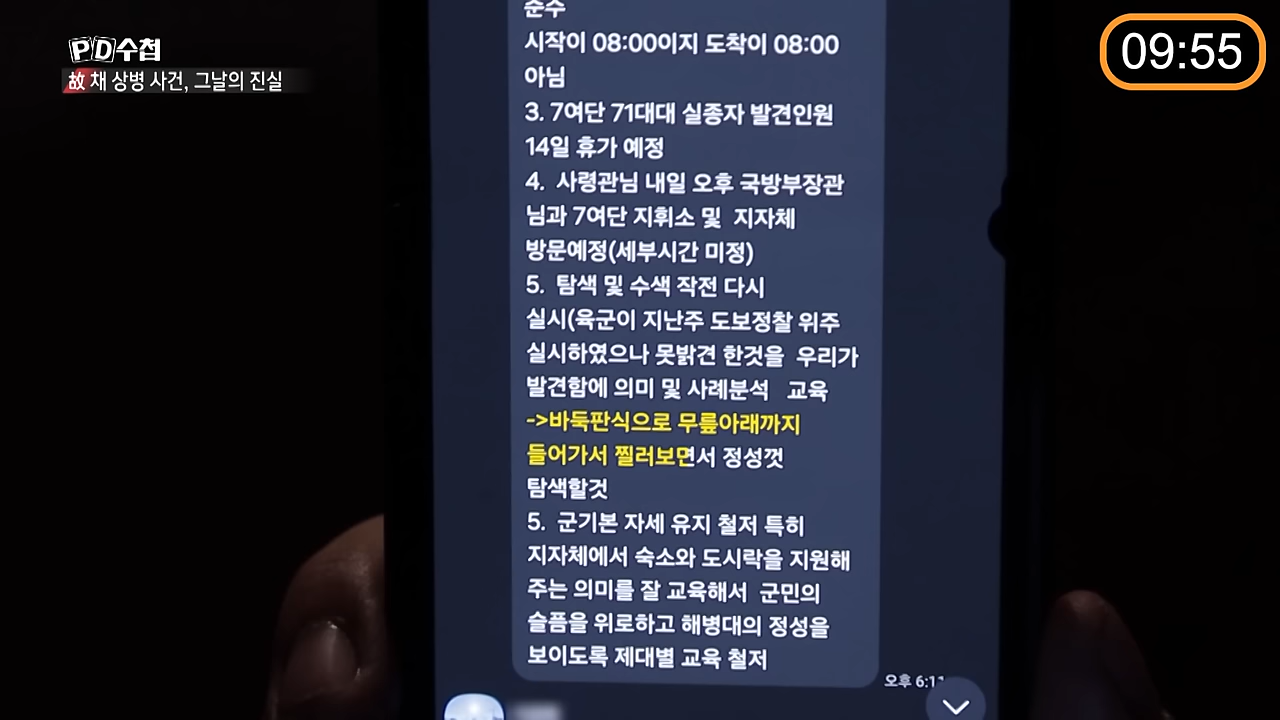 PD수첩
故 채 상병 사건, 그날의 진실
09:55
준수
시작이 08:00이지 도착이 08:00
아님
3. 7여단 71대대 실종자 발견인원
14일 휴가 예정
4. 사령관님 내일 오후 국방부장관
님과 7여단 지휘소 및 지자체
방문예정(세부시간 미정)
5. 탐색 및 수색 작전 다시
실시(육군이 지난주 도보정찰 위주
실시하였으나 못밝견 한것을 우리가
발견함에 의미 및 사례분석 교육
->바둑판식으로 무릎아래까지
들어가서 찔러보면서 정성껏
탐색할것
5. 군기본 자세 유지 철저 특히
지자체에서 숙소와 도시락을 지원해
주는 의미를 잘 교육해서 군민의
슬픔을 위로하고 해병대의 정성을
보이도록 제대별 교육 철저
오후 6:11